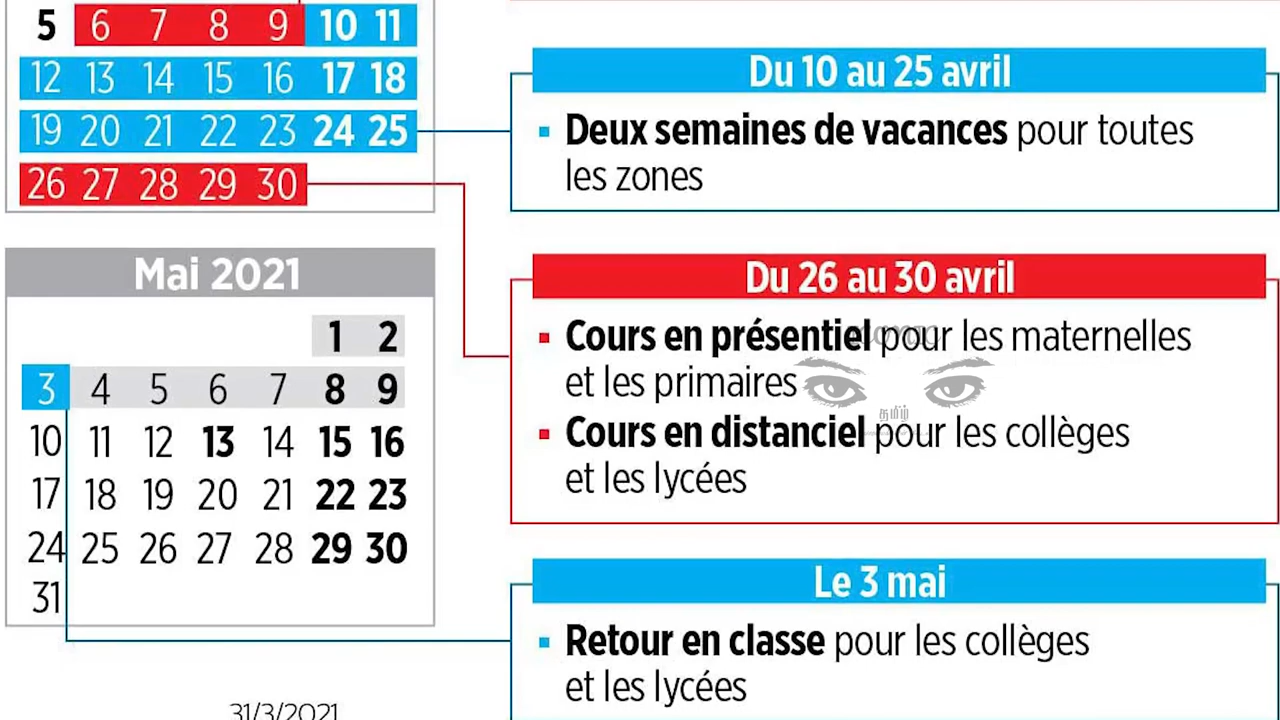 5 6 7 8 9 10 11
12 13 14 15 16 17 18
19 20 21 22 23 24 25
26 27 28 29 30
Mai 2021
1 2
3 4 5 6 7 8 9
10 11 12 13 14 15 16
17 18 19 20 21 22 23
24 25 26 27 28 29 30
31
31/3/2021
Du 10 au 25 avril
Deux semaines de vacances pour toutes
les zones
Du 26 au 30 avril
Cours en présentiel pour les maternelles
et les primaires
தமிழ்
Cours en distanciel pour les collèges
et les lycées
Le 3 mai
Retour en classe pour les collèges
et les lycées